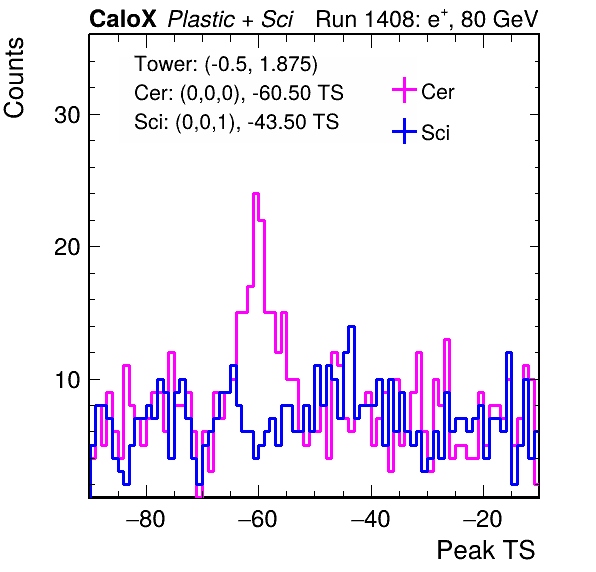 CaloX Plastic + Sci Run 1408: e+, 80 GeV
Counts
Tower: (-0.5, 1.875)
Cer: (0,0,0), -60.50 TS
Sci: (0,0,1), -43.50 TS
Cer
Sci
30
20
10
−80 −60 −40 −20
Peak TS